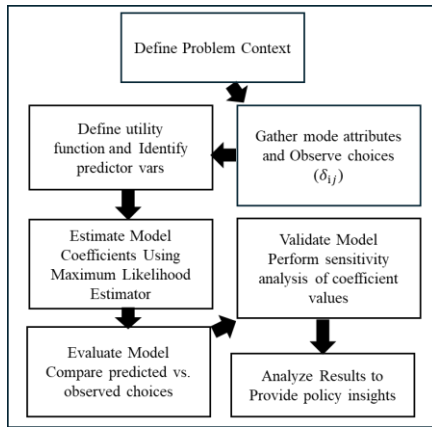 Define Problem Context
Gather mode attributes
and Observe choices
(δᵢⱼ)
Define utility
function and Identify
predictor vars
Estimate Model
Coefficients Using
Maximum Likelihood
Estimator
Evaluate Model
Compare predicted vs.
observed choices
Validate Model
Perform sensitivity
analysis of coefficient
values
Analyze Results to
Provide policy insights